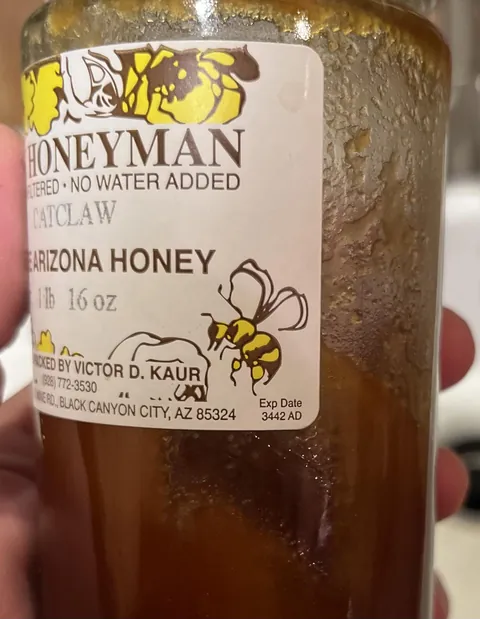 HONEYMAN
LTERED • NO WATER ADDED
CATCLAW
E ARIZONA HONEY
1 lb 16 oz
PACKED BY VICTOR D. KAUR
(928) 772-3530
RD., BLACK CANYON CITY, AZ 85324
Exp Date
3442 AD